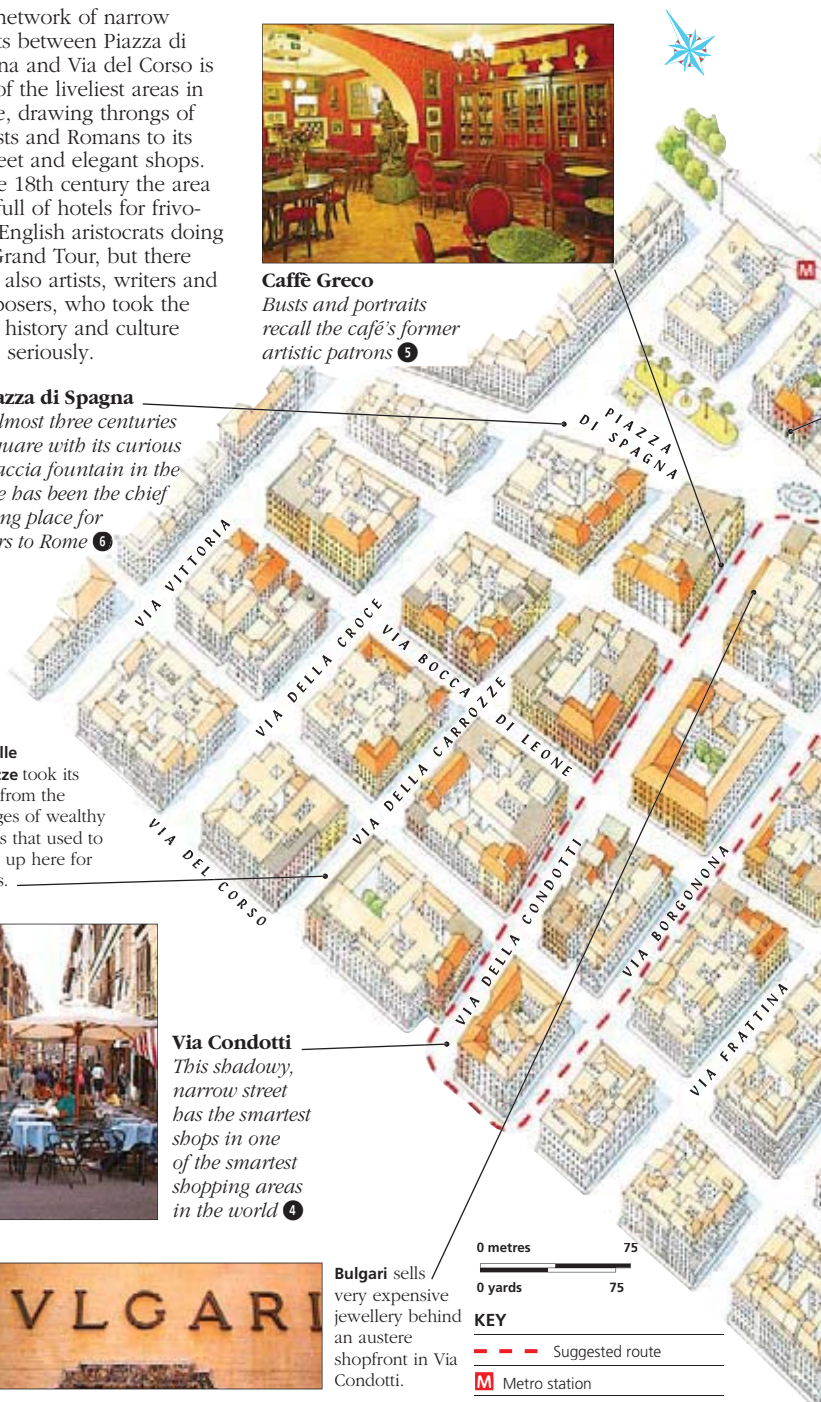 network of narrow
ts between Piazza di
na and Via del Corso is
of the liveliest areas in
e, drawing throngs of
sts and Romans to its
eet and elegant shops.
e 18th century the area
full of hotels for frivo-
English aristocrats doing
Grand Tour, but there
also artists, writers and
posers, who took the
history and culture
seriously.
Caffè Greco
Busts and portraits
recall the café's former
artistic patrons 5
azza di Spagna
lmost three centuries
quare with its curious
accia fountain in the
e has been the chief
ing place for
rs to Rome 6
M
PIAZZA
DI SPAGNA
VIA VITTORIA
VIA DELLA CROCE
VIA BOCCA DI LEONE
VIA DELLA CARROZZE
VIA DEL CORSO
VIA DELLA CONDOTTI
VIA BORGONONA
VIA FRATTINA
lle
zze took its
from the
ges of wealthy
s that used to
up here for
s.
Via Condotti
This shadowy,
narrow street
has the smartest
shops in one
of the smartest
shopping areas
in the world 4
VLGARI
Bulgari sells
very expensive
jewellery behind
an austere
shopfront in Via
Condotti.
0 metres 75
0 yards 75
KEY
Suggested route
M Metro station